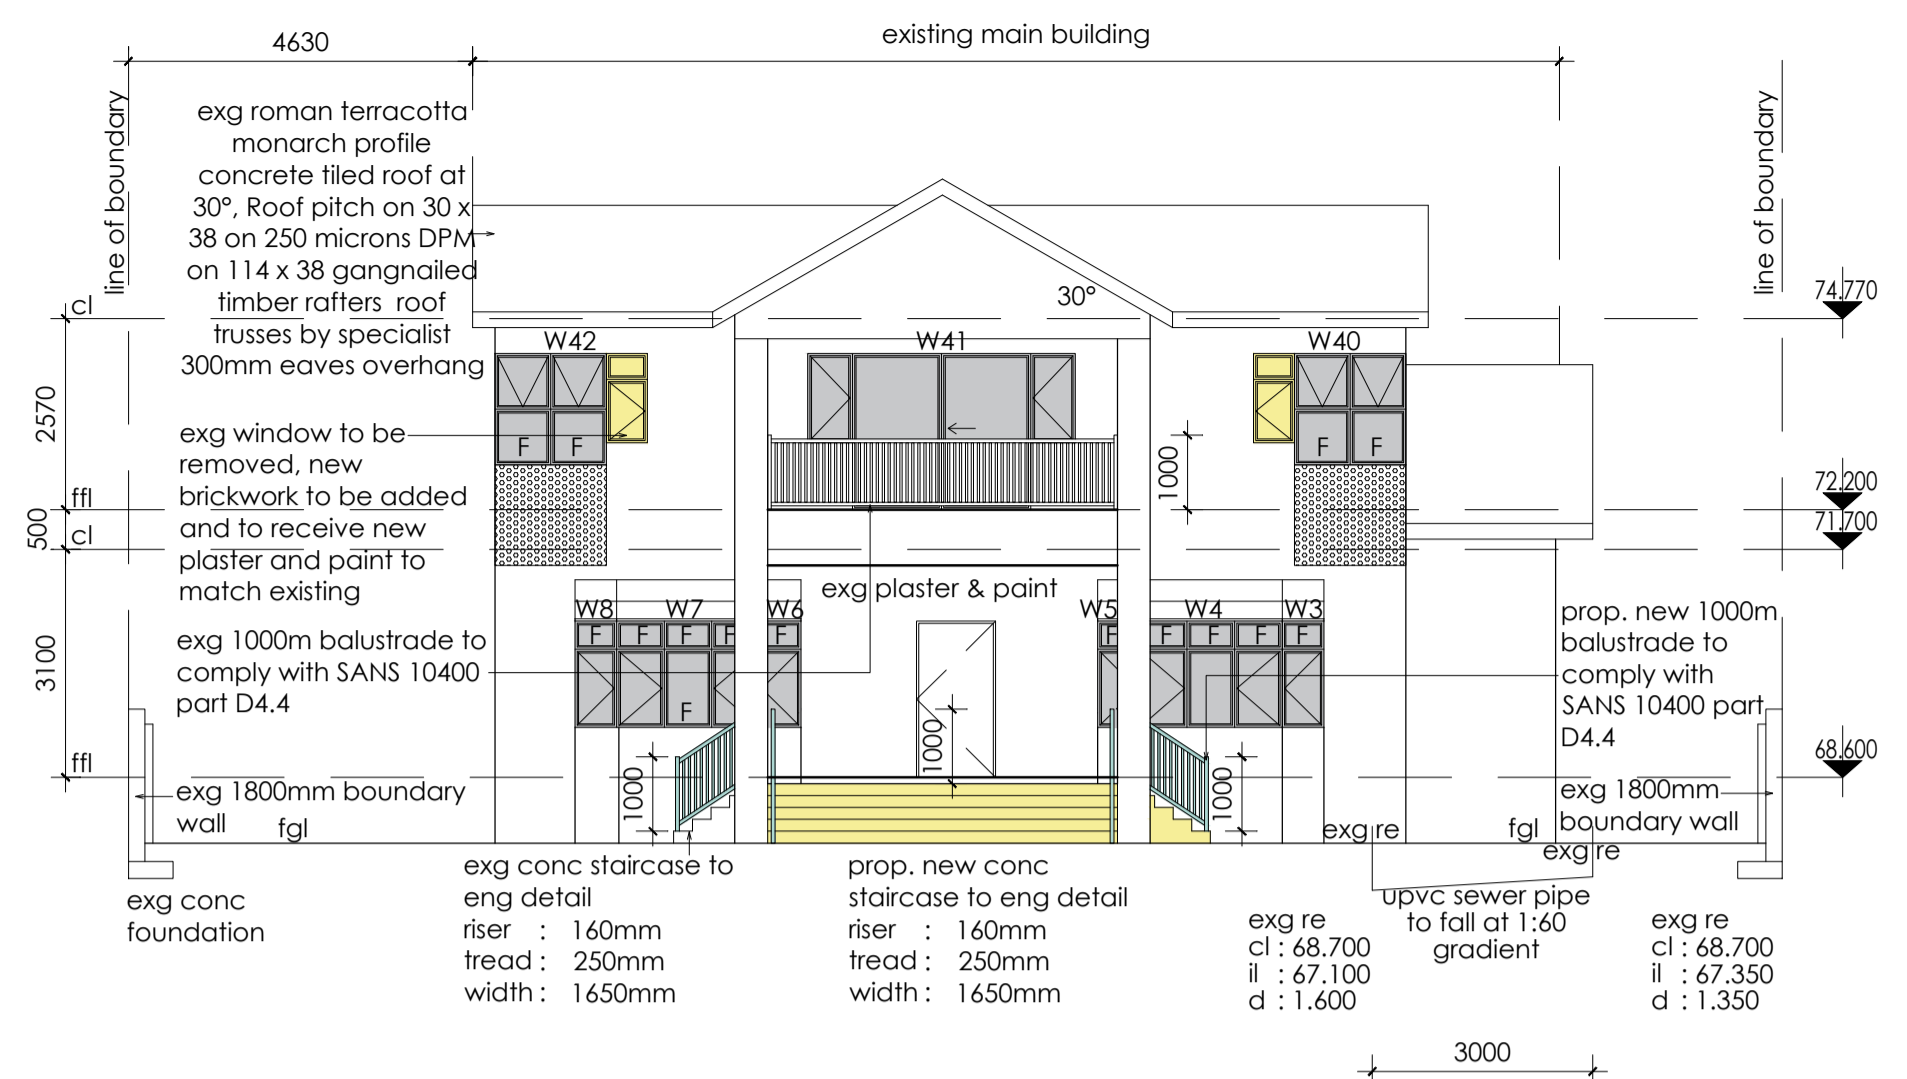 4630
existing main building
line of boundary
exg roman terracotta
monarch profile
concrete tiled roof at
30°, Roof pitch on 30 x
38 on 250 microns DPM
on 114 x 38 gangnailed
timber rafters roof
trusses by specialist
300mm eaves overhang
line of boundary
30°
74.770
cl
W42
W41
W40
2570
exg window to be
removed, new
brickwork to be added
and to receive new
plaster and paint to
match existing
F F
F F
1000
ffl
72.200
500
71.700
cl
exg plaster & paint
W8 W7 W6
W5 W4 W3
F F F F F
F F F F F
F
3100
exg 1000m balustrade to
comply with SANS 10400
part D4.4
prop. new 1000m
balustrade to
comply with
SANS 10400 part
D4.4
1000
1000
1000
ffl
68.600
exg 1800mm boundary
wall
fgl
exg 1800mm
boundary wall
exg re
fgl
exg re
exg conc
foundation
exg conc staircase to
eng detail
riser : 160mm
tread : 250mm
width : 1650mm
prop. new conc
staircase to eng detail
riser : 160mm
tread : 250mm
width : 1650mm
upvc sewer pipe
to fall at 1:60
gradient
exg re
cl : 68.700
il : 67.100
d : 1.600
exg re
cl : 68.700
il : 67.350
d : 1.350
3000